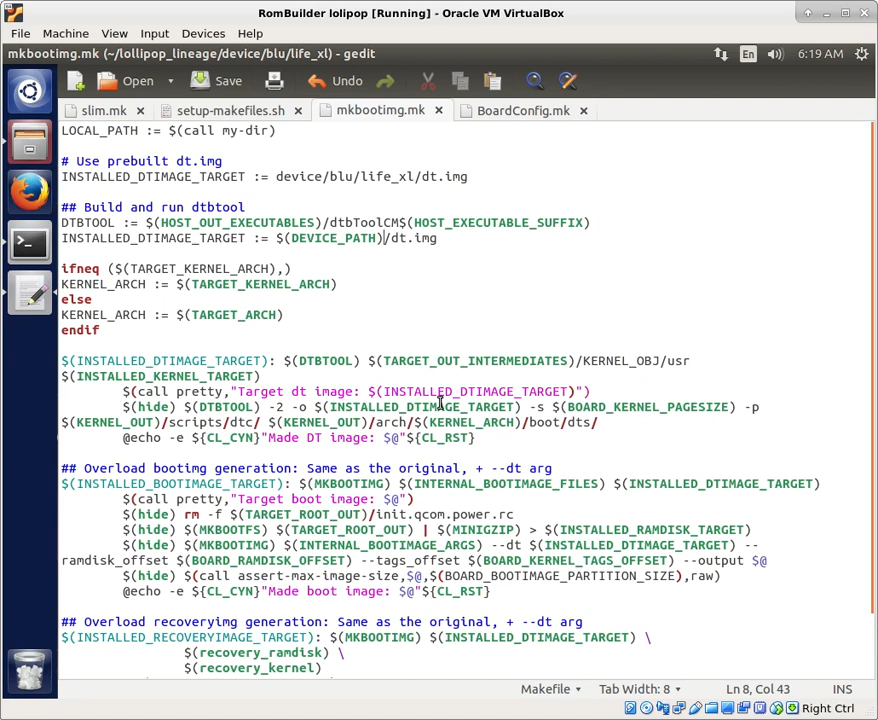 RomBuilder lolipop [Running] - Oracle VM VirtualBox
File Machine View Input Devices Help
mkbootimg.mk (~/lollipop_lineage/device/blu/life_xl) - gedit
En
6:19 AM
Open
Save
Undo
slim.mk
setup-makefiles.sh
mkbootimg.mk
BoardConfig.mk
LOCAL_PATH := $(call my-dir)
# Use prebuilt dt.img
INSTALLED_DTIMAGE_TARGET := device/blu/life_xl/dt.img
## Build and run dtbtool
DTBTOOL := $(HOST_OUT_EXECUTABLES)/dtbToolCM$(HOST_EXECUTABLE_SUFFIX)
INSTALLED_DTIMAGE_TARGET := $(DEVICE_PATH)/dt.img
ifneq ($(TARGET_KERNEL_ARCH),)
KERNEL_ARCH := $(TARGET_KERNEL_ARCH)
else
KERNEL_ARCH := $(TARGET_ARCH)
endif
$(INSTALLED_DTIMAGE_TARGET): $(DTBTOOL) $(TARGET_OUT_INTERMEDIATES)/KERNEL_OBJ/usr
$(INSTALLED_KERNEL_TARGET)
$(call pretty,"Target dt image: $(INSTALLED_DTIMAGE_TARGET)")
$(hide) $(DTBTOOL) -2 -o $(INSTALLED_DTIMAGE_TARGET) -s $(BOARD_KERNEL_PAGESIZE) -p
$(KERNEL_OUT)/scripts/dtc/ $(KERNEL_OUT)/arch/$(KERNEL_ARCH)/boot/dts/
@echo -e ${CL_CYN}"Made DT image: $@"${CL_RST}
## Overload bootimg generation: Same as the original, + --dt arg
$(INSTALLED_BOOTIMAGE_TARGET): $(MKBOOTIMG) $(INTERNAL_BOOTIMAGE_FILES) $(INSTALLED_DTIMAGE_TARGET)
$(call pretty,"Target boot image: $@")
$(hide) rm -f $(TARGET_ROOT_OUT)/init.qcom.power.rc
$(hide) $(MKBOOTFS) $(TARGET_ROOT_OUT) | $(MINIGZIP) > $(INSTALLED_RAMDISK_TARGET)
$(hide) $(MKBOOTIMG) $(INTERNAL_BOOTIMAGE_ARGS) --dt $(INSTALLED_DTIMAGE_TARGET) --
ramdisk_offset $(BOARD_RAMDISK_OFFSET) --tags_offset $(BOARD_KERNEL_TAGS_OFFSET) --output $@
$(hide) $(call assert-max-image-size,$@,$(BOARD_BOOTIMAGE_PARTITION_SIZE),raw)
@echo -e ${CL_CYN}"Made boot image: $@"${CL_RST}
## Overload recoveryimg generation: Same as the original, + --dt arg
$(INSTALLED_RECOVERYIMAGE_TARGET): $(MKBOOTIMG) $(INSTALLED_DTIMAGE_TARGET) \
$(recovery_ramdisk) \
$(recovery_kernel)
Makefile
Tab Width: 8
Ln 8, Col 43
INS
Right Ctrl